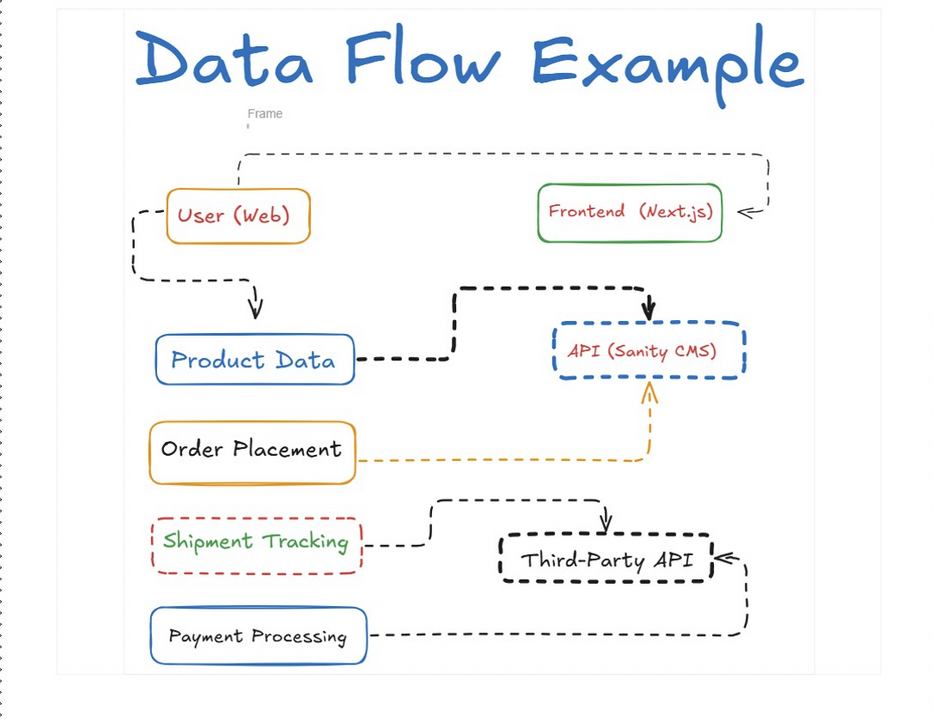 Data Flow Example
Frame
User (Web)
Frontend (Next.js)
Product Data
API (Sanity CMS)
Order Placement
Shipment Tracking
Third-Party API
Payment Processing